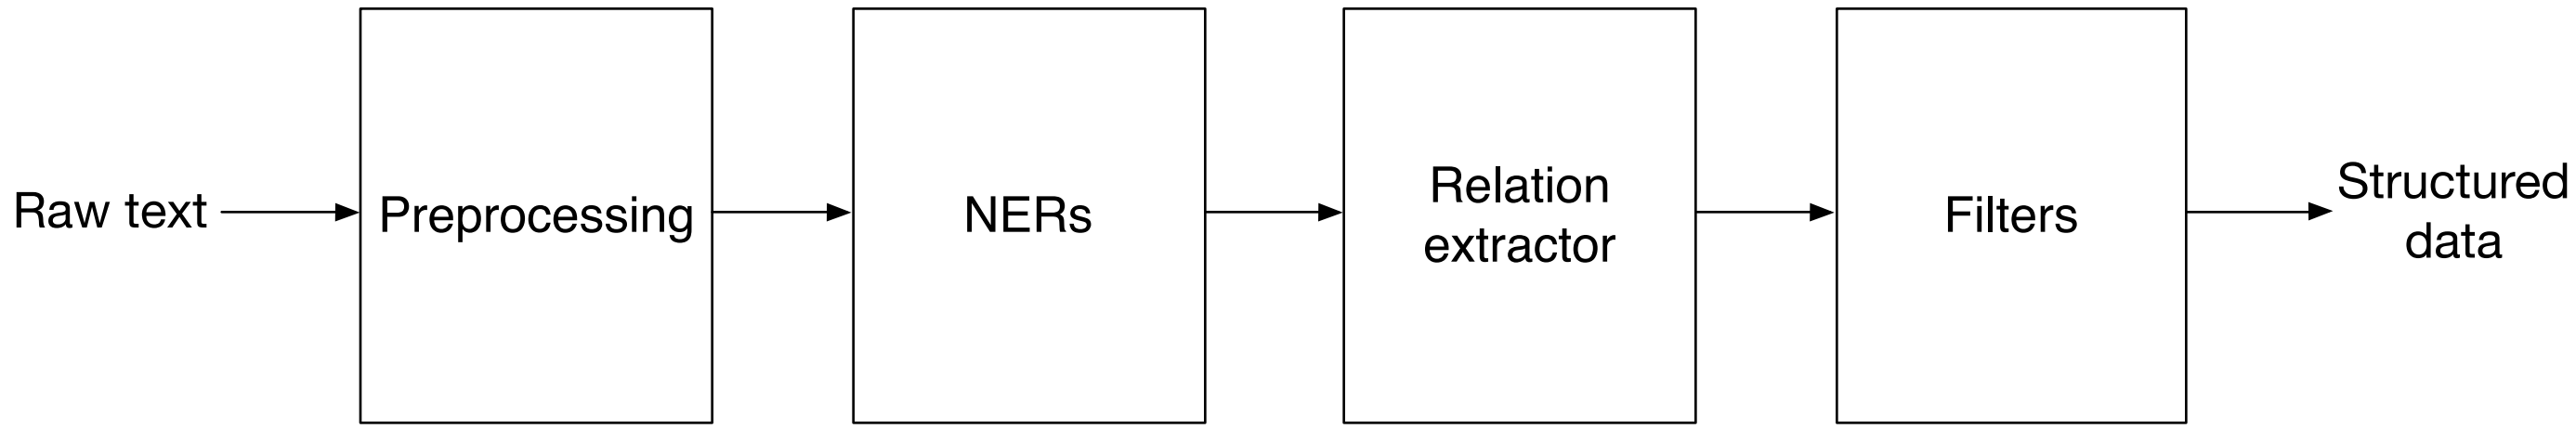 Raw text
Preprocessing
NERs
Relation
extractor
Filters
Structured
data